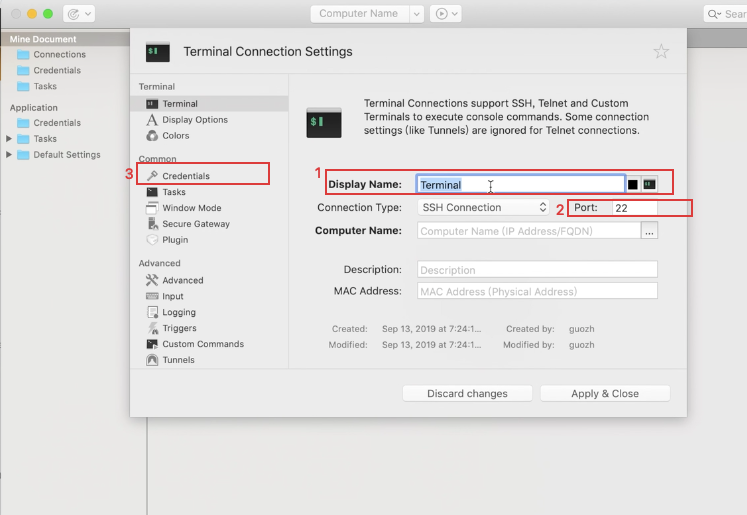 Computer Name
Sear
Mine Document
Connections
Credentials
Tasks
Application
Credentials
Tasks
Default Settings
Terminal Connection Settings
Terminal
Terminal
Display Options
Colors
Common
3
Credentials
Tasks
Window Mode
Secure Gateway
Plugin
Advanced
Advanced
Input
Logging
Triggers
Custom Commands
Tunnels
Terminal Connections support SSH, Telnet and Custom
Terminals to execute console commands. Some connection
settings (like Tunnels) are ignored for Telnet connections.
1
Display Name: Terminal
Connection Type: SSH Connection 2 Port: 22
Computer Name: Computer Name (IP Address/FQDN) ...
Description: Description
MAC Address: MAC Address (Physical Address)
Created: Sep 13, 2019 at 7:24:1... Created by: guozh
Modified: Sep 13, 2019 at 7:24:1... Modified by: guozh
Discard changes Apply & Close